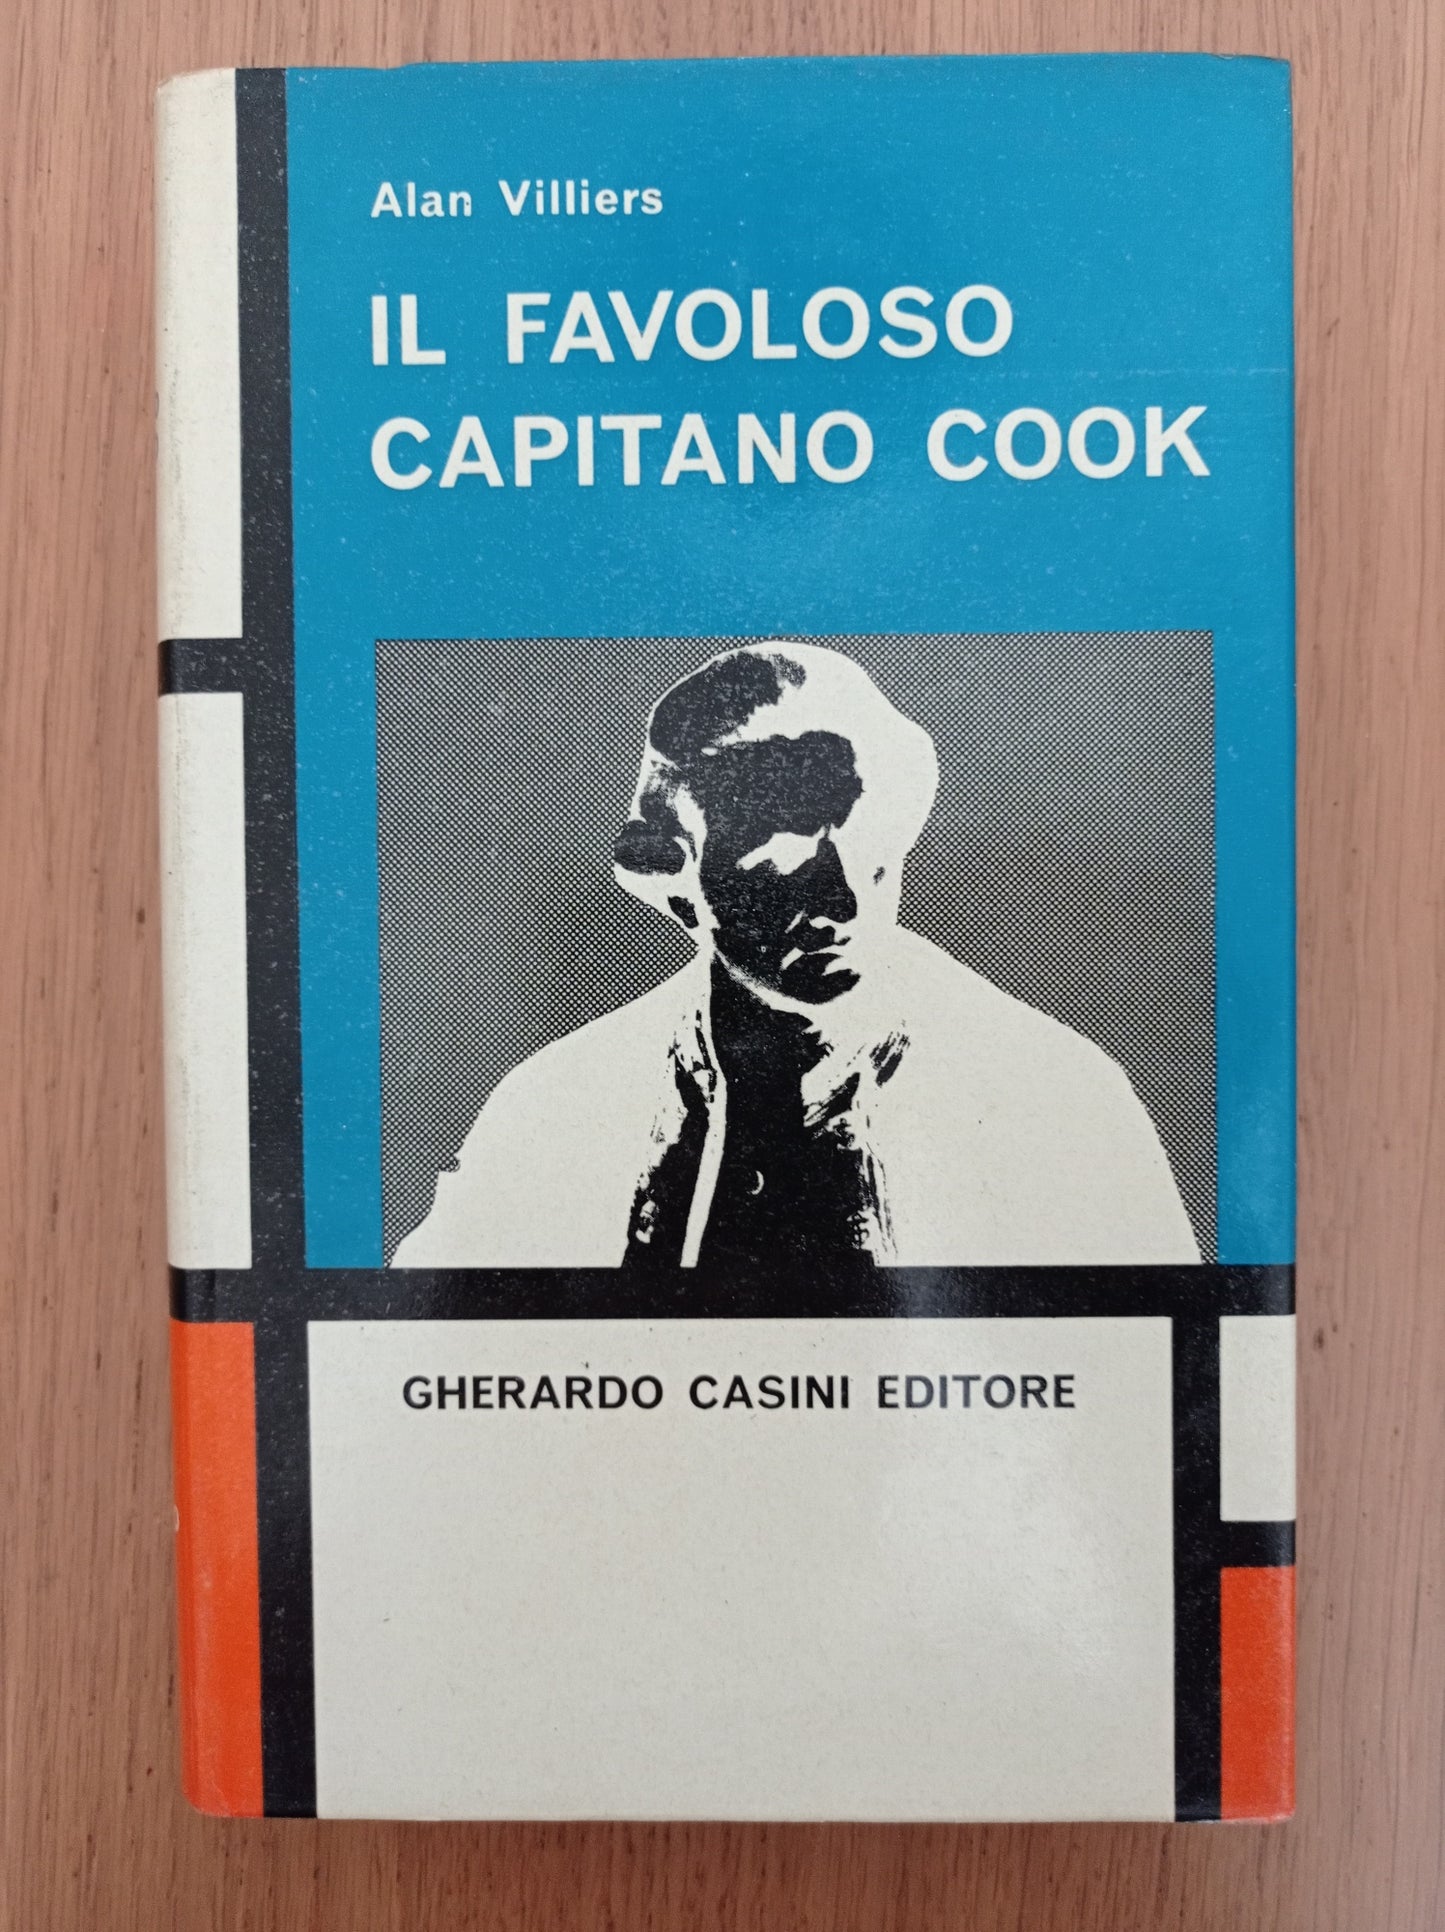 Alan Villiers
IL FAVOLOSO
CAPITANO COOK
GHERARDO CASINI EDITORE